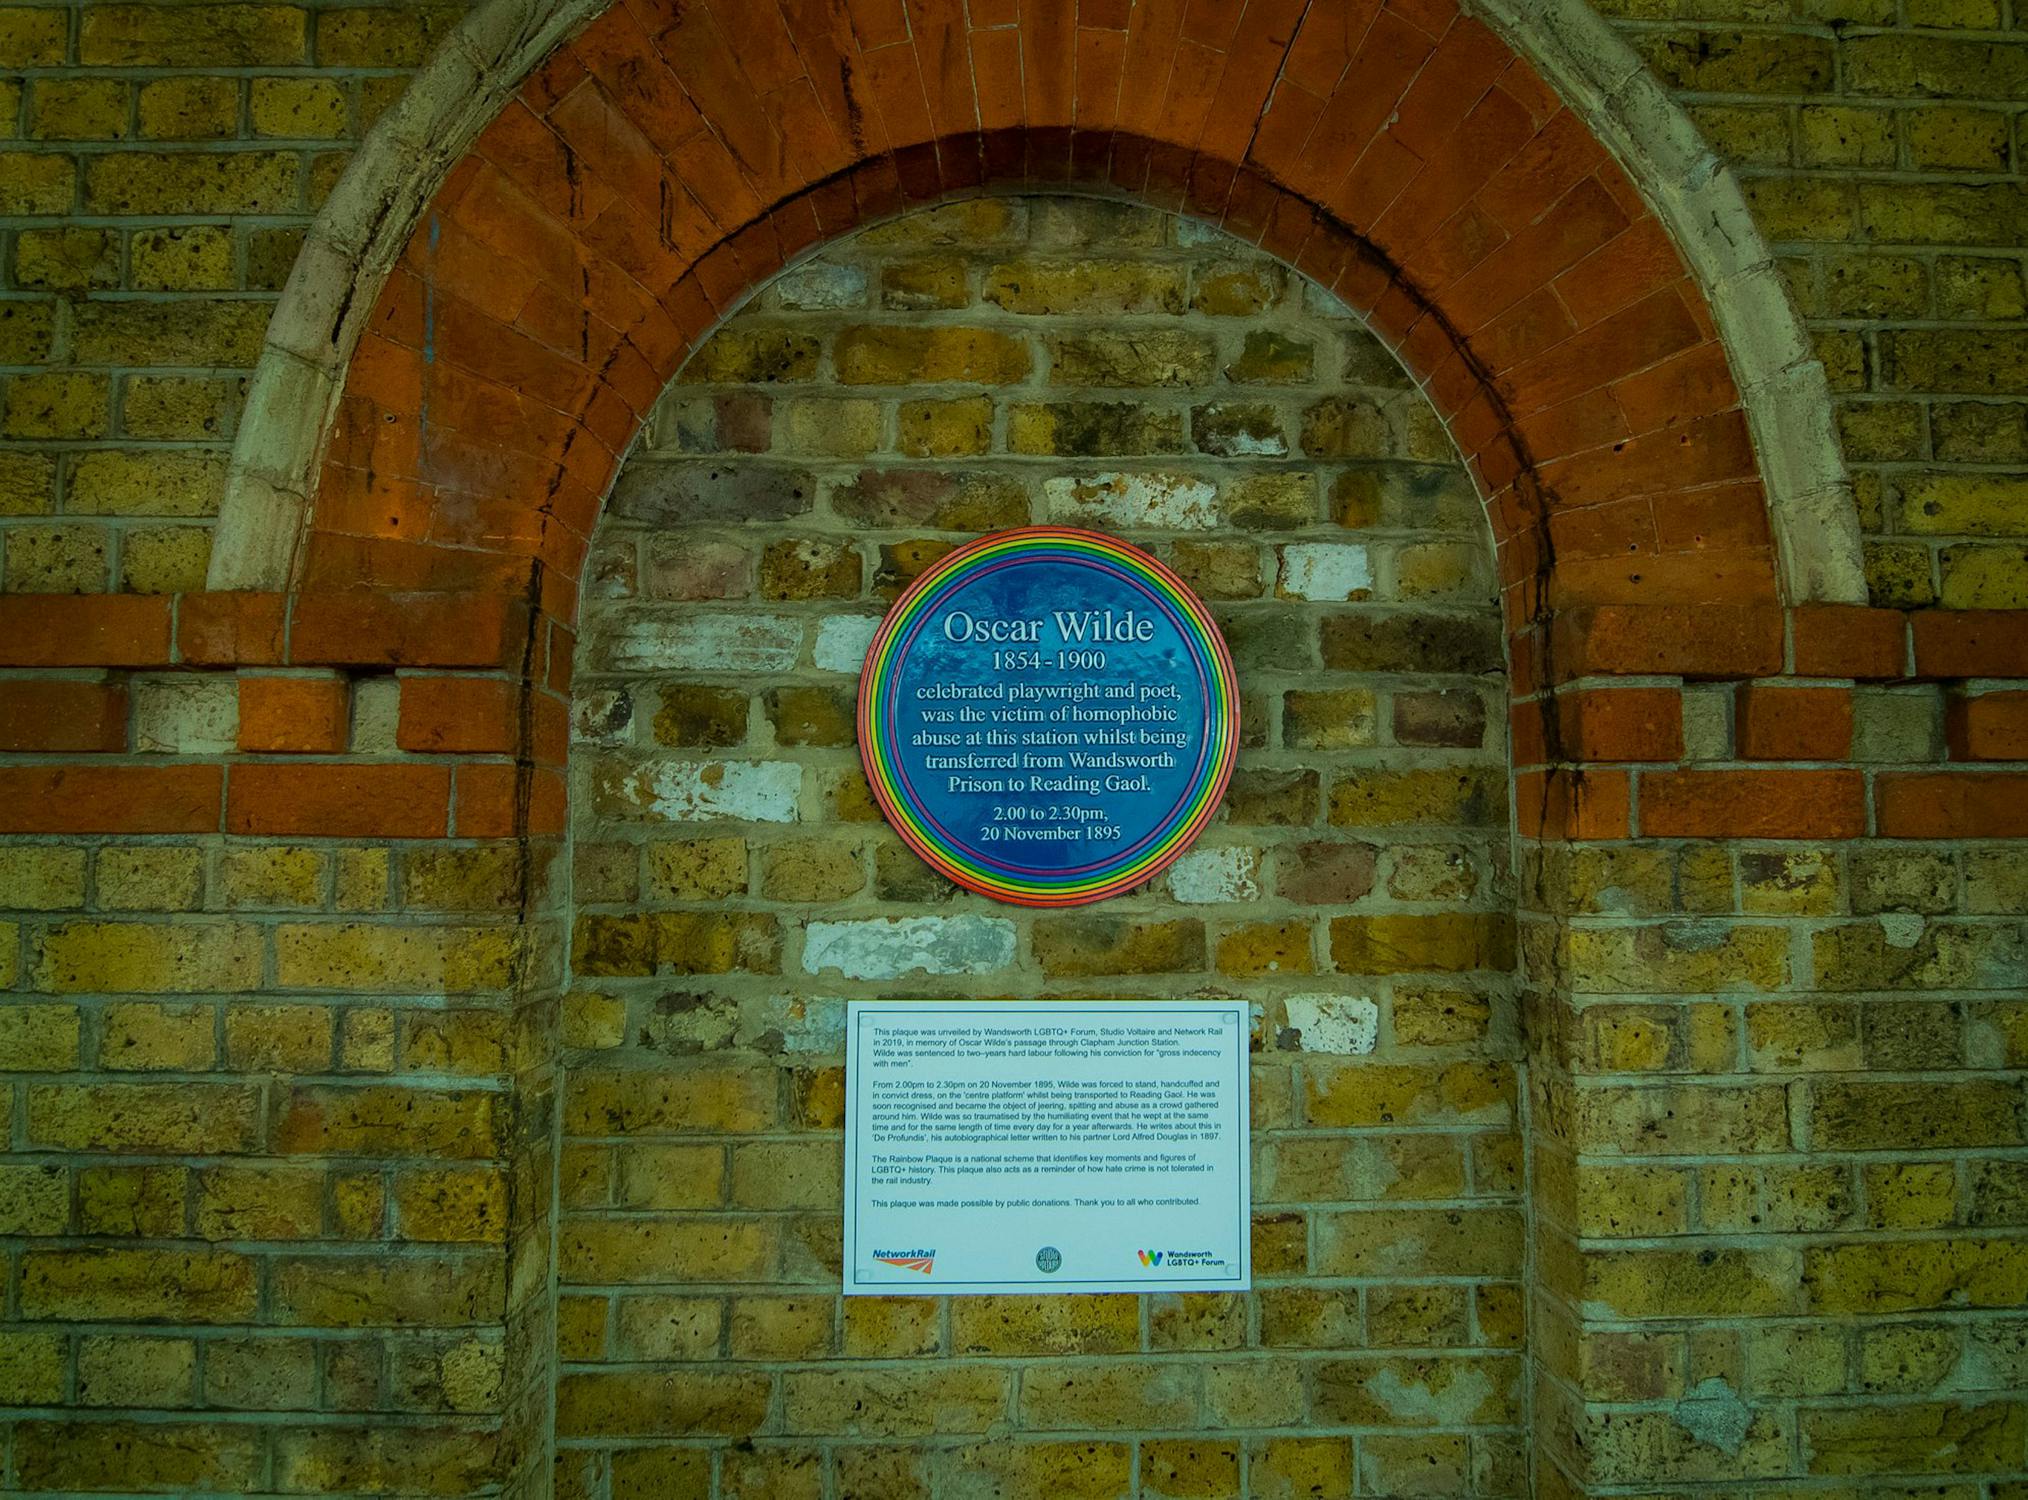 Oscar Wilde
1854-1900
celebrated playwright and poet,
was the victim of homophobic
abuse at this station whilst being
transferred from Wandsworth
Prison to Reading Gaol.
2.00 to 2.30pm,
20 November 1895
This plaque was unveiled by Wandsworth LGBTQ+ Forum, Studio Voltaire and Network Rail
in 2019, in memory of Oscar Wilde's passage through Clapham Junction Station.
Wilde was sentenced to two–years hard labour following his conviction for "gross indecency
with men".
From 2.00pm to 2.30pm on 20 November 1895, Wilde was forced to stand, handcuffed and
in convict dress, on the 'centre platform' whilst being transported to Reading Gaol. He was
soon recognised and became the object of jeering, spitting and abuse as a crowd gathered
around him. Wilde was so traumatised by the humiliating event that he wept at the same
time and for the same length of time every day for a year afterwards. He writes about this in
'De Profundis', his autobiographical letter written to his partner Lord Alfred Douglas in 1897.
The Rainbow Plaque is a national scheme that identifies key moments and figures of
LGBTQ+ history. This plaque also acts as a reminder of how hate crime is not tolerated in
the rail industry.
This plaque was made possible by public donations. Thank you to all who contributed.
NetworkRail
Wandsworth
LGBTQ+ Forum